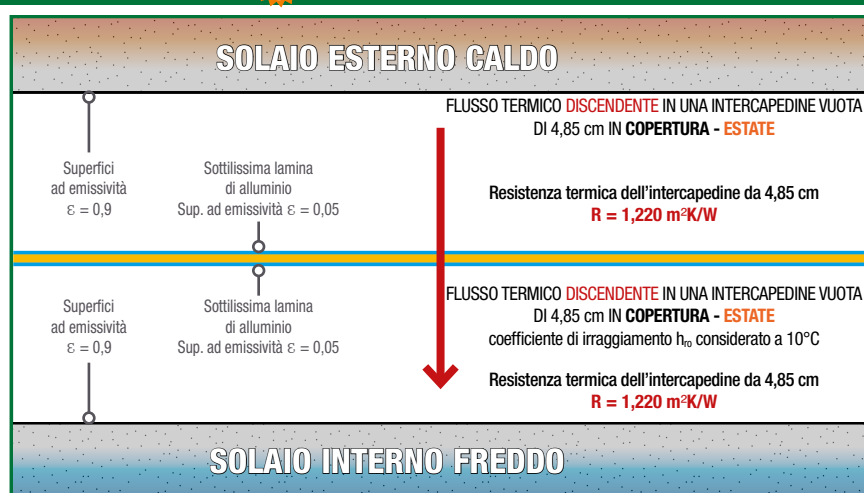 SOLAIO ESTERNO CALDO
FLUSSO TERMICO DISCENDENTE IN UNA INTERCAPEDINE VUOTA
DI 4,85 cm IN COPERTURA - ESTATE
Superfici
ad emissività
ε = 0,9
Sottilissima lamina
di alluminio
Sup. ad emissività ε = 0,05
Resistenza termica dell'intercapedine da 4,85 cm
R = 1,220 m²K/W
Superfici
ad emissività
ε = 0,9
Sottilissima lamina
di alluminio
Sup. ad emissività ε = 0,05
FLUSSO TERMICO DISCENDENTE IN UNA INTERCAPEDINE VUOTA
DI 4,85 cm IN COPERTURA - ESTATE
coefficiente di irraggiamento hro considerato a 10°C
Resistenza termica dell'intercapedine da 4,85 cm
R = 1,220 m²K/W
SOLAIO INTERNO FREDDO